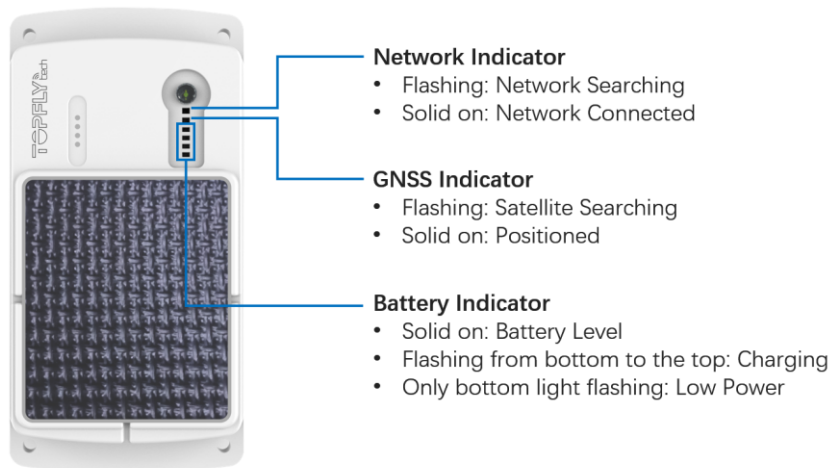 TOPFLYtech
Network Indicator
• Flashing: Network Searching
• Solid on: Network Connected
GNSS Indicator
• Flashing: Satellite Searching
• Solid on: Positioned
Battery Indicator
• Solid on: Battery Level
• Flashing from bottom to the top: Charging
• Only bottom light flashing: Low Power